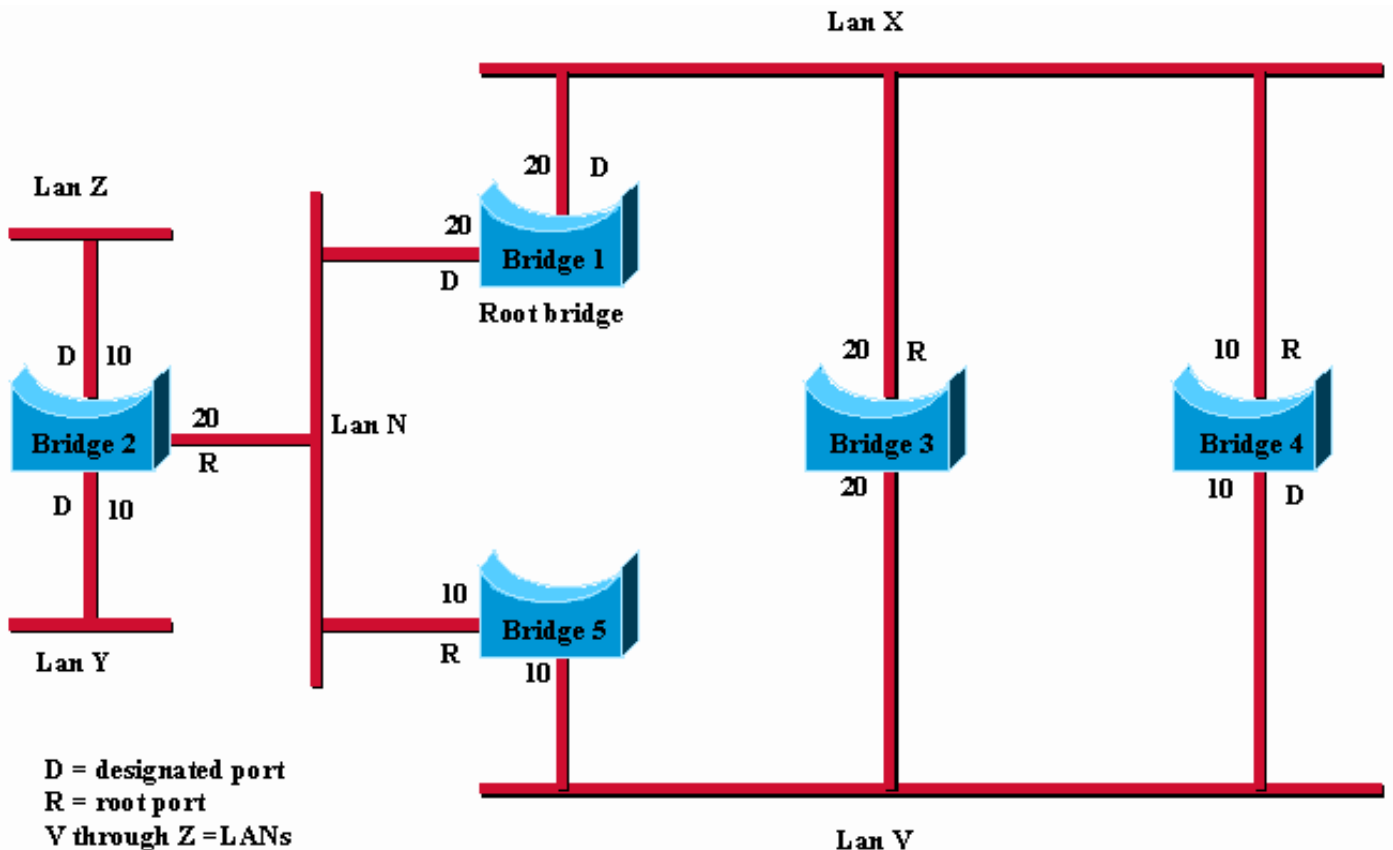 Lan X
20 D
Lan Z
20
Bridge 1
D
Root bridge
D 10
20 R
10 R
20
Lan N
Bridge 2
Bridge 3
Bridge 4
R
D 10
20
10 D
10
Bridge 5
R
10
Lan Y
D = designated port
R = root port
V through Z =LANs
Lan V